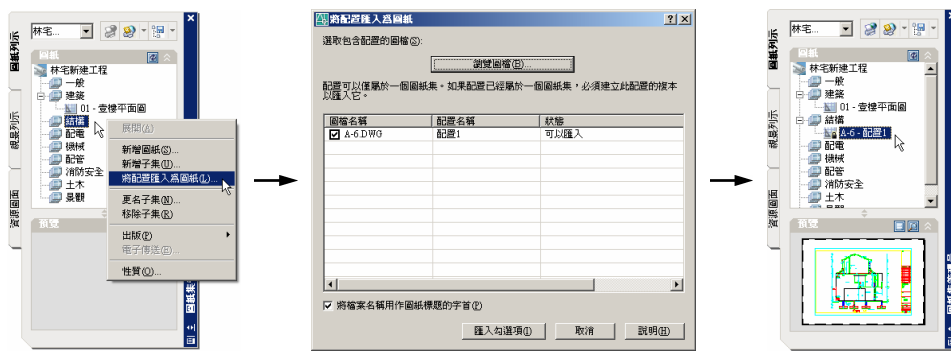 林宅...
圖紙列示
圖紙
林宅新建工程
一般
建築
01 - 壹樓平面圖
結構
配電
機械
配管
消防安全
土木
景觀
視景列示
資源圖面
預覽
展開(A)
新增圖紙(S)...
新增子集(U)...
將配置匯入為圖紙(L)...
更名子集(N)...
移除子集(R)
出版(P)
電子傳送(E)...
性質(O)...
將配置匯入為圖紙
選取包含配置的圖檔(S):
瀏覽圖檔(B)...
配置可以僅屬於一個圖紙集。如果配置已經屬於一個圖紙集，必須建立此配置的複本
以匯入它。
圖檔名稱
配置名稱
狀態
A-6.DWG
配置1
可以匯入
將檔案名稱用作圖紙標題的字首(P)
匯入勾選項(I)
取消
說明(H)
林宅...
圖紙列示
圖紙
林宅新建工程
一般
建築
01 - 壹樓平面圖
結構
A-6 - 配置1
配電
機械
配管
消防安全
土木
視景列示
資源圖面
預覽